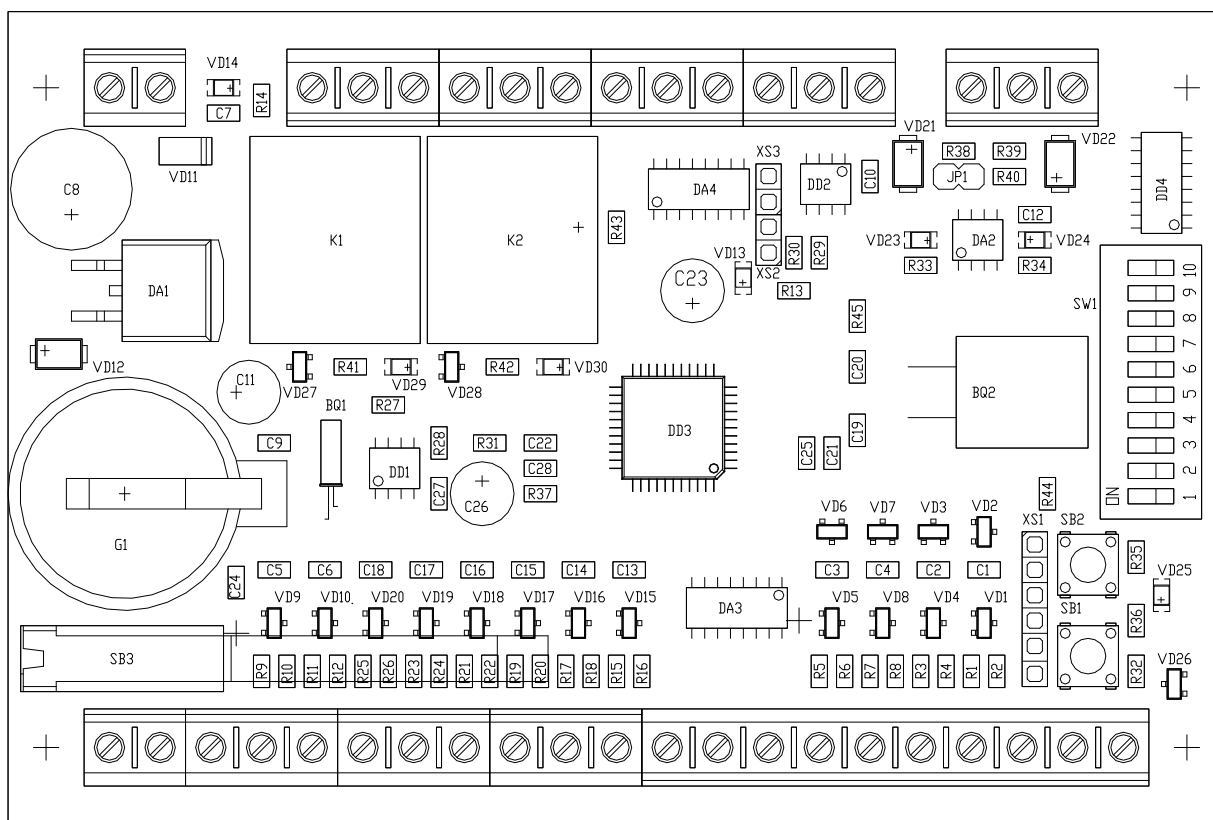 VD14
C7
R14
C8
VD11
K1
K2
R43
DA4
XS3
DD2
C10
VD21
R38
R39
JP1
R40
VD22
DD4
C12
VD23
DA2
VD24
R33
R34
DA1
C23
VD13
XS2
R30
R29
R13
SW1
10
9
8
7
6
5
4
3
2
1
ON
R45
C20
C19
BQ2
VD12
C11
VD27
R41
VD29
VD28
R42
VD30
BQ1
R27
DD3
C9
DD1
R28
C27
R31
C22
C28
R37
C26
C25
C21
R44
G1
VD6
VD7
VD3
VD2
XS1
SB2
R35
C24
C5
C6
C18
C17
C16
C15
C14
C13
C3
C4
C2
C1
VD25
VD9
VD10
VD20
VD19
VD18
VD17
VD16
VD15
DA3
VD5
VD8
VD4
VD1
SB1
R36
SB3
R9
R10
R11
R12
R25
R26
R23
R24
R21
R22
R19
R20
R17
R18
R15
R16
R5
R6
R7
R8
R3
R4
R1
R2
R32
VD26